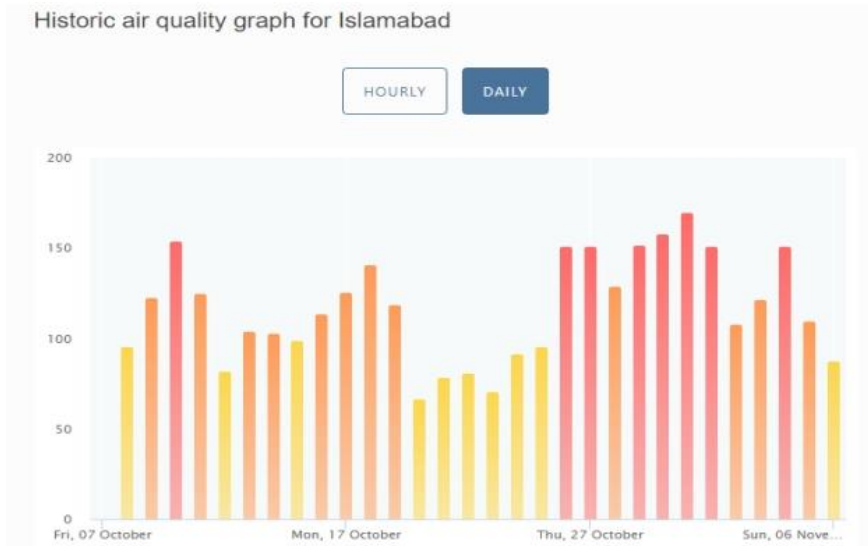 Historic air quality graph for Islamabad
HOURLY DAILY
200
150
100
50
0
Fri, 07 October Mon, 17 October Thu, 27 October Sun, 06 Nove...